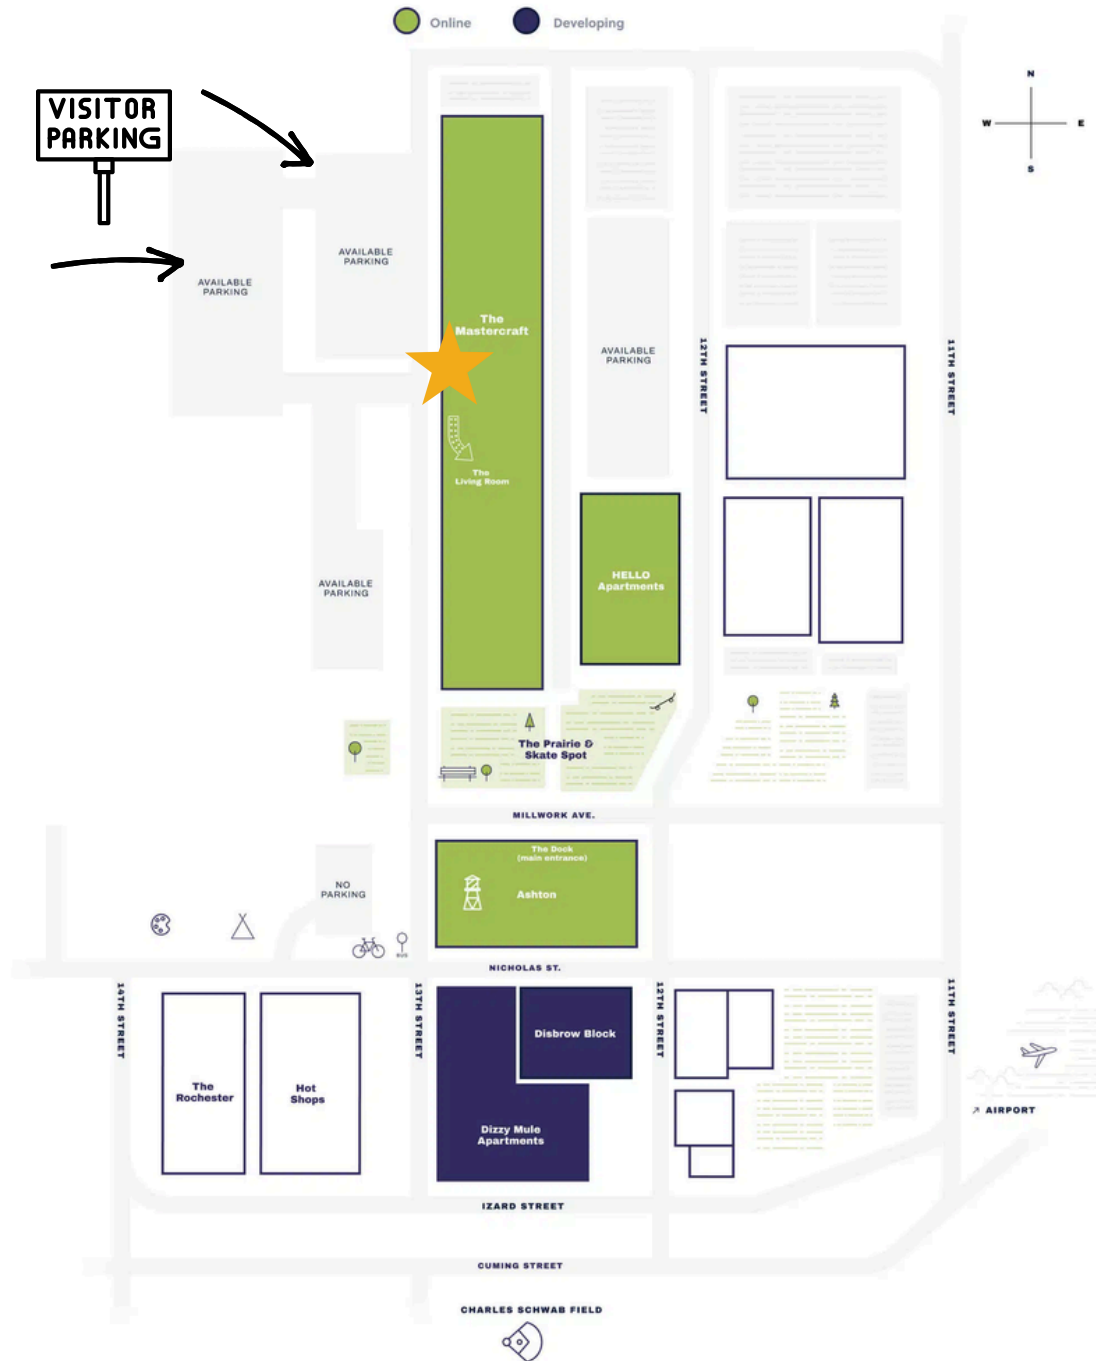 Online
Developing
VISITOR
PARKING
N
W
E
S
AVAILABLE
PARKING
AVAILABLE
PARKING
The
Mastercraft
AVAILABLE
PARKING
12TH STREET
11TH STREET
The
Living Room
HELLO
Apartments
AVAILABLE
PARKING
The Prairie &
Skate Spot
MILLWORK AVE.
The Dock
(main entrance)
Ashton
NO
PARKING
BUS
NICHOLAS ST.
14TH STREET
13TH STREET
12TH STREET
11TH STREET
Disbrow Block
The
Rochester
Hot
Shops
Dizzy Mule
Apartments
↗ AIRPORT
IZARD STREET
CUMING STREET
CHARLES SCHWAB FIELD